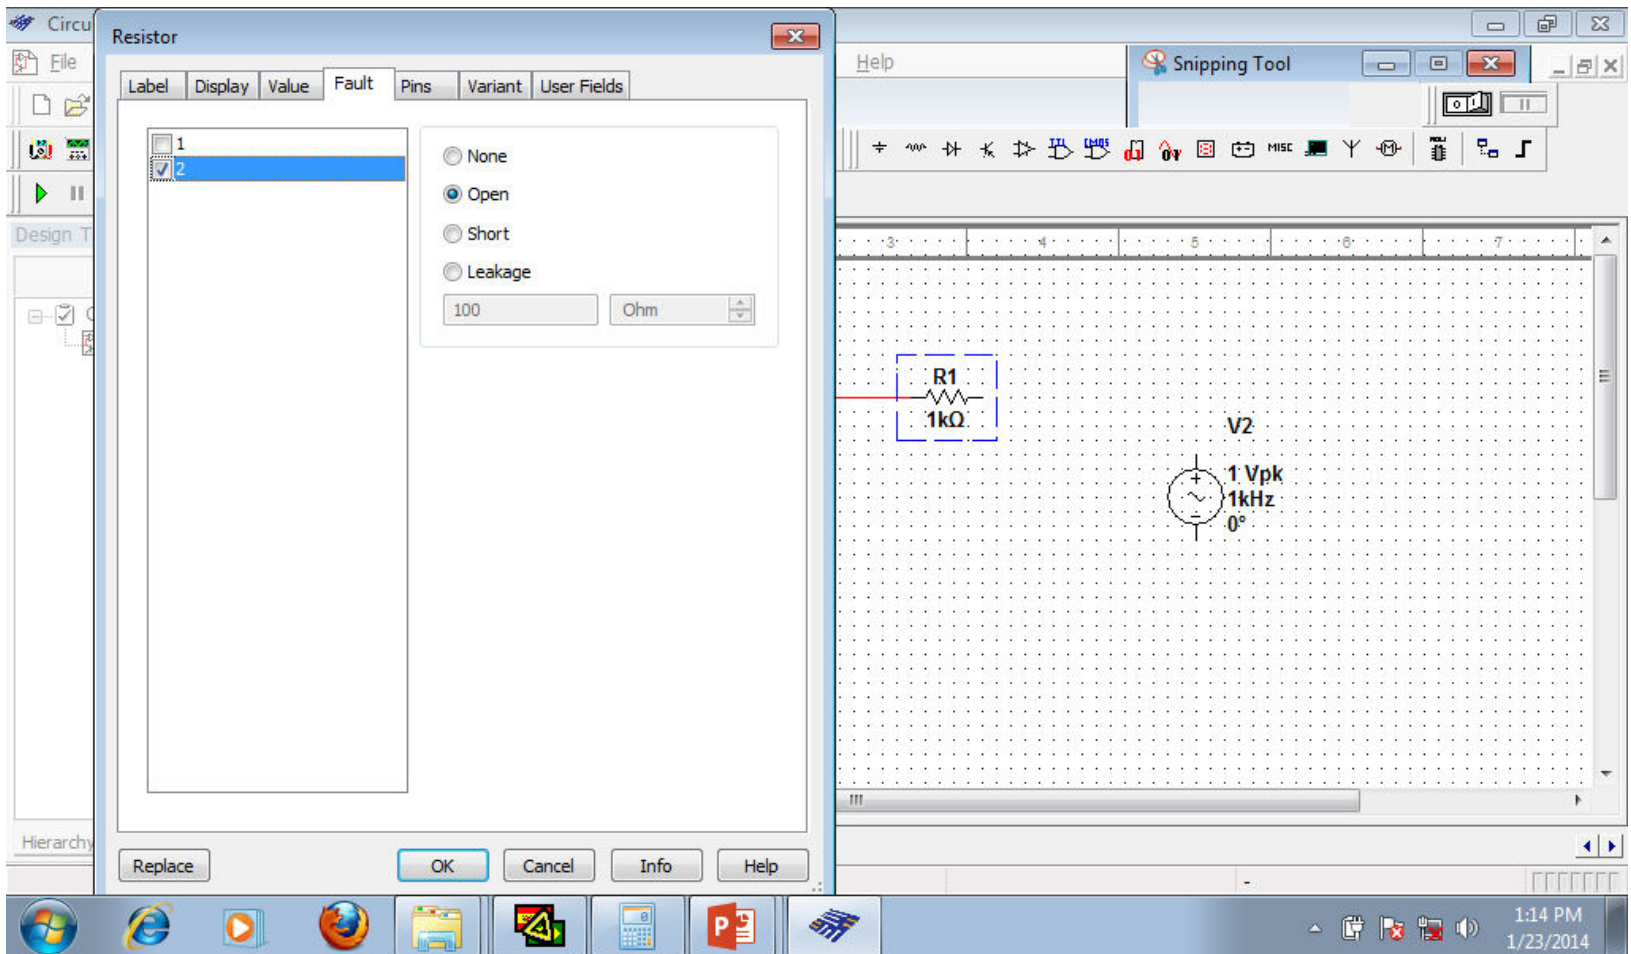 Circu
Resistor
File
Help
Snipping Tool
Label Display Value Fault Pins Variant User Fields
1
2
None
Open
Short
Leakage
100 Ohm
MISC
Design T
3 4 5 6 7
R1
1kΩ
V2
1 Vpk
1kHz
0°
Hierarchy
Replace OK Cancel Info Help
-
1:14 PM
1/23/2014